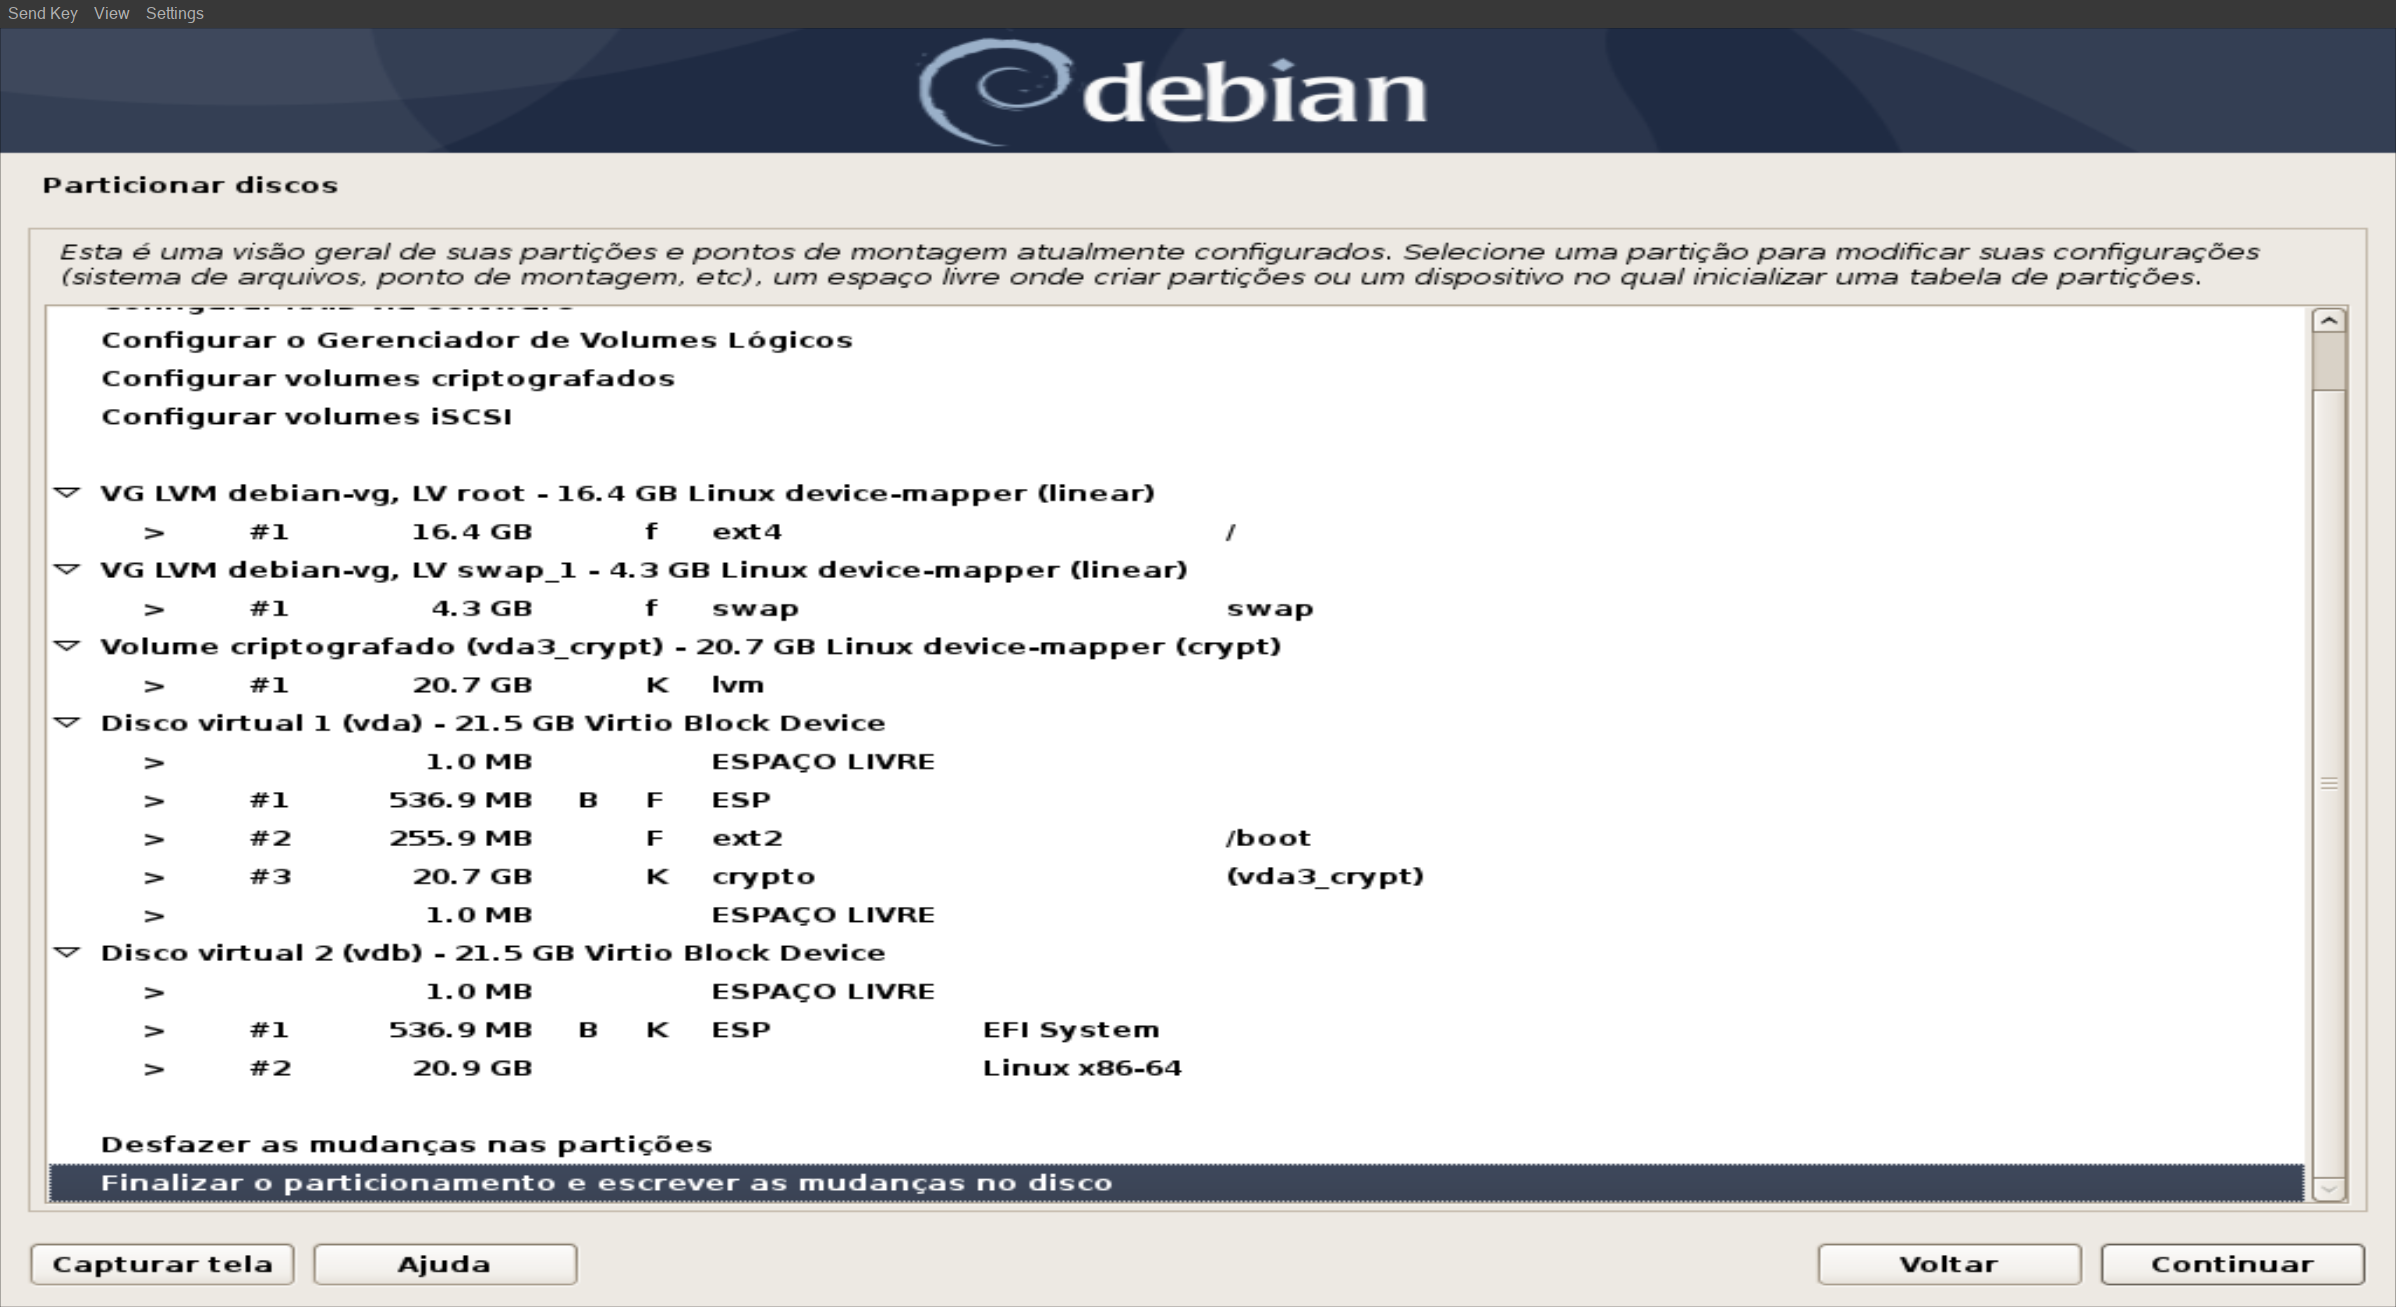 Send Key View Settings
debian
Particionar discos
Esta é uma visão geral de suas partições e pontos de montagem atualmente configurados. Selecione uma partição para modificar suas configurações
(sistema de arquivos, ponto de montagem, etc), um espaço livre onde criar partições ou um dispositivo no qual inicializar uma tabela de partições.
Configurar o Gerenciador de Volumes Lógicos
Configurar volumes criptografados
Configurar volumes iSCSI
VG LVM debian-vg, LV root - 16.4 GB Linux device-mapper (linear)
> #1 16.4 GB f ext4 /
VG LVM debian-vg, LV swap_1 - 4.3 GB Linux device-mapper (linear)
> #1 4.3 GB f swap swap
Volume criptografado (vda3_crypt) - 20.7 GB Linux device-mapper (crypt)
> #1 20.7 GB K lvm
Disco virtual 1 (vda) - 21.5 GB Virtio Block Device
> 1.0 MB ESPAÇO LIVRE
> #1 536.9 MB B F ESP
> #2 255.9 MB F ext2 /boot
> #3 20.7 GB K crypto (vda3_crypt)
> 1.0 MB ESPAÇO LIVRE
Disco virtual 2 (vdb) - 21.5 GB Virtio Block Device
> 1.0 MB ESPAÇO LIVRE
> #1 536.9 MB B K ESP EFI System
> #2 20.9 GB Linux x86-64
Desfazer as mudanças nas partições
Finalizar o particionamento e escrever as mudanças no disco
Capturar tela Ajuda Voltar Continuar